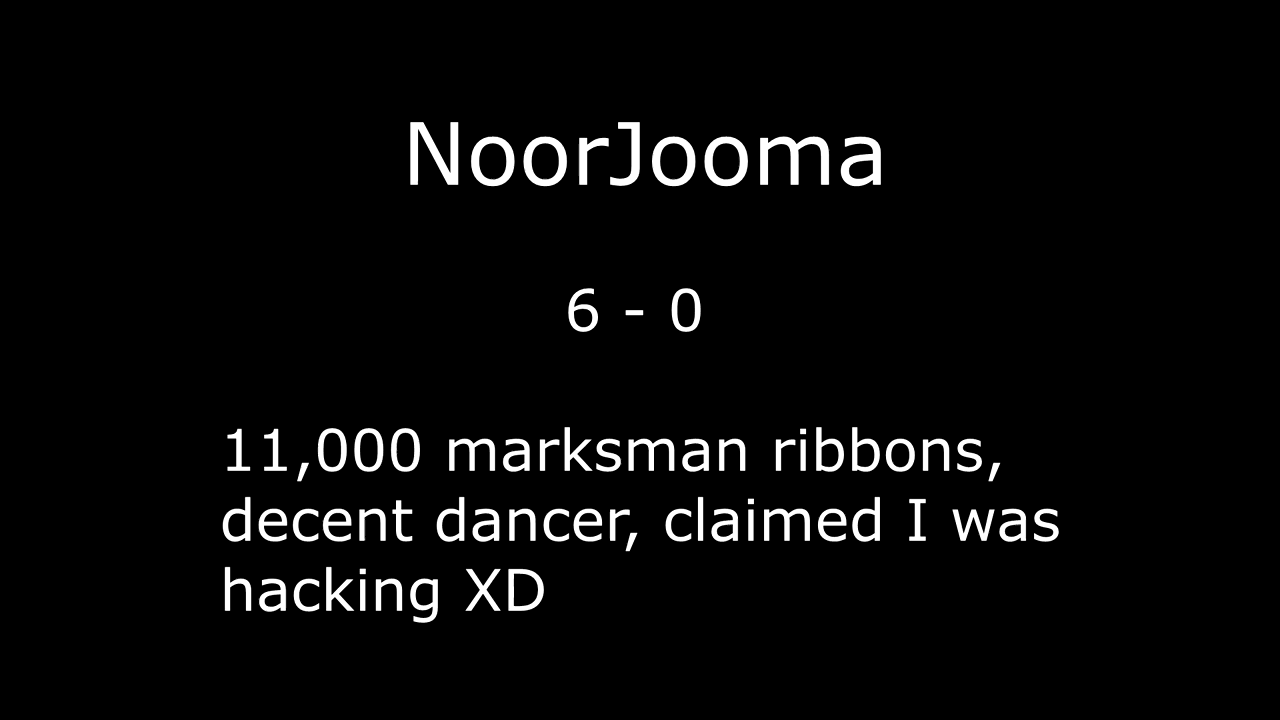 NoorJooma
6 - 0
11,000 marksman ribbons,
decent dancer, claimed I was
hacking XD